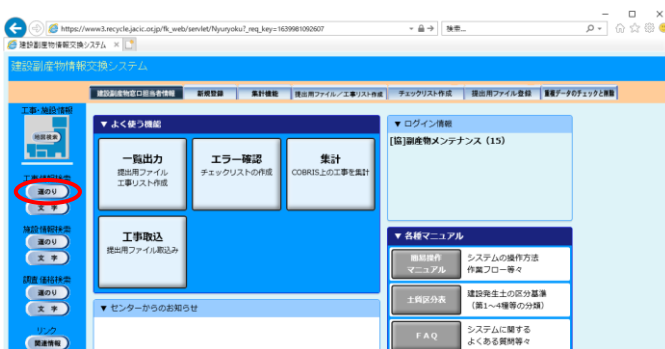 https://www3.recycle.jacic.or.jp/fk_web/servlet/Nyuryoku?_req_key=1639981092607
検索...
建設副産物情報交換シ...
建設副産物情報交換システム
建設副産物窓口担当者情報 新規登録 集計機能 提出用ファイル/工事リスト作成 チェックリスト作成 提出用ファイル登録 重複データのチェックと削除
工事・施設情報
地図検索
工事情報検索
道のり
文 字
施設情報検索
道のり
文 字
調査価格検索
道のり
文 字
リンク
関連情報
▼ よく使う機能
一覧出力
提出用ファイル
工事リスト作成
エラー確認
チェックリストの作成
集計
COBRIS上の工事を集計
工事取込
提出用ファイル取込み
▼ センターからのお知らせ
▼ ログイン情報
[協]副産物メンテナンス（15）
▼ 各種マニュアル
簡易操作
マニュアル
システムの操作方法
作業フロー等々
土質区分表
建設発生土の区分基準
（第1～4種等の分類）
FAQ
システムに関する
よくある質問等々